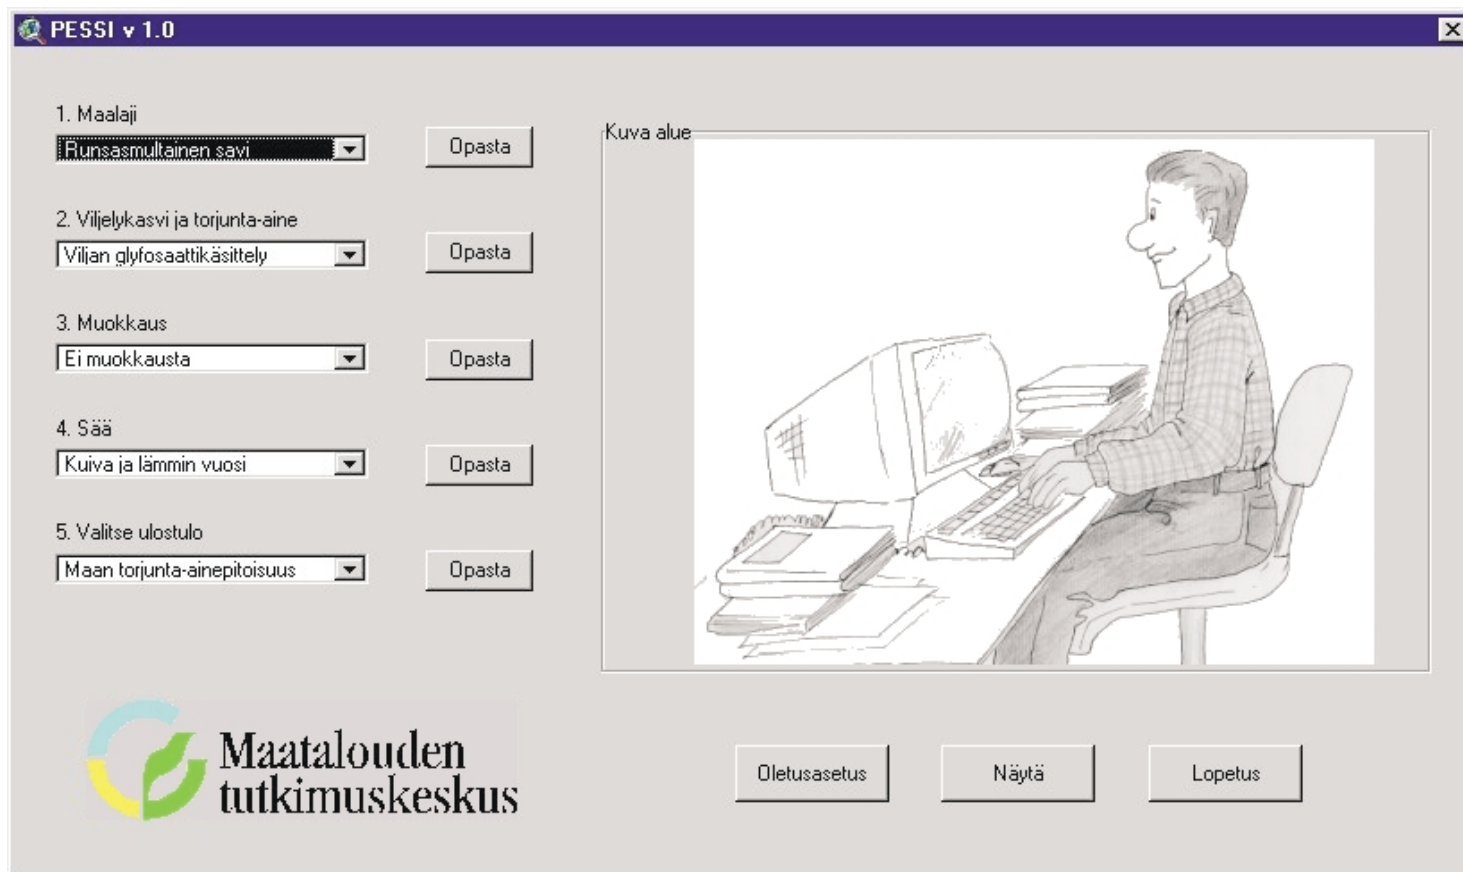 PESSI v 1.0
1. Maalaji
Runsasmultainen savi
Opasta
2. Viljelykasvi ja torjunta-aine
Viljan glyfosaattikäsittely
Opasta
3. Muokkaus
Ei muokkausta
Opasta
4. Sää
Kuiva ja lämmin vuosi
Opasta
5. Valitse ulostulo
Maan torjunta-ainepitoisuus
Opasta
Kuva alue
Maatalouden
tutkimuskeskus
Oletusasetus
Näytä
Lopetus